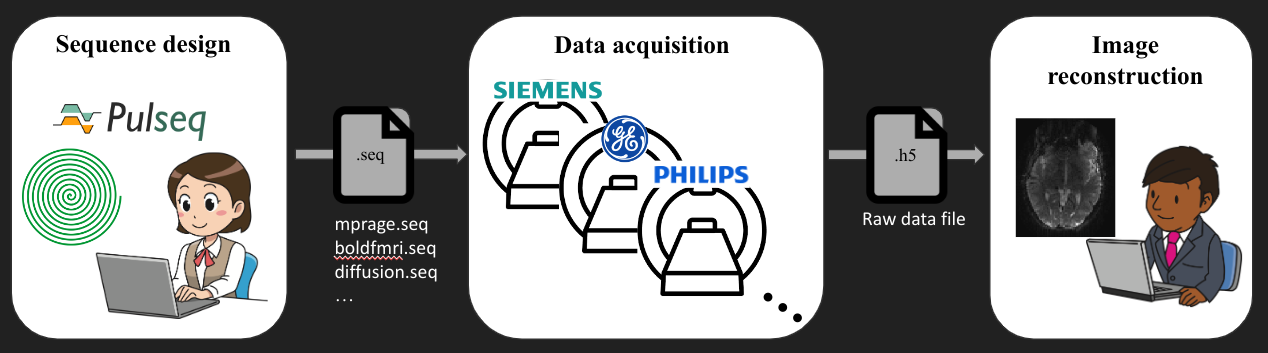 Sequence design
Pulseq
.seq
mprage.seq
boldfmri.seq
diffusion.seq
...
Data acquisition
SIEMENS
GE
PHILIPS
.h5
Raw data file
Image
reconstruction